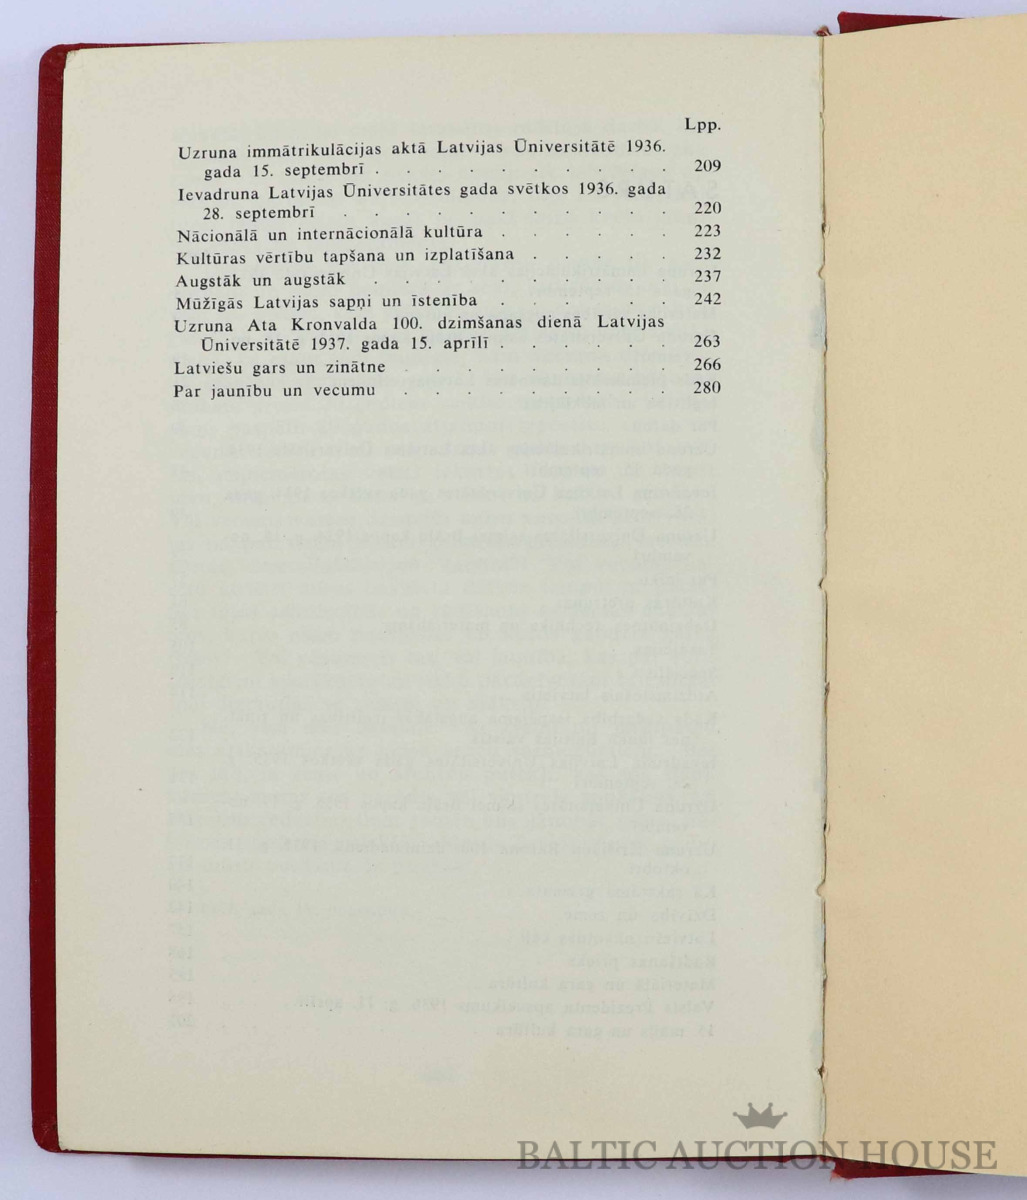 Lpp.
Uzruna immātrikulācijas aktā Latvijas Ūniversitātē 1936.
gada 15. septembrī . . . . . . . . . . 209
Ievadruna Latvijas Ūniversitātes gada svētkos 1936. gada
28. septembrī . . . . . . . . . . . 220
Nācionālā un internācionālā kultūra . . . . . . 223
Kultūras vērtību tapšana un izplatīšana . . . . . 232
Augstāk un augstāk . . . . . . . . . . 237
Mūžīgās Latvijas sapņi un īstenība . . . . . . 242
Uzruna Ata Kronvalda 100. dzimšanas dienā Latvijas
Ūniversitātē 1937. gada 15. aprīlī . . . . . . 263
Latviešu gars un zinātne . . . . . . . . . 266
Par jaunību un vecumu . . . . . . . . . 280
BALTIC AUCTION HOUSE